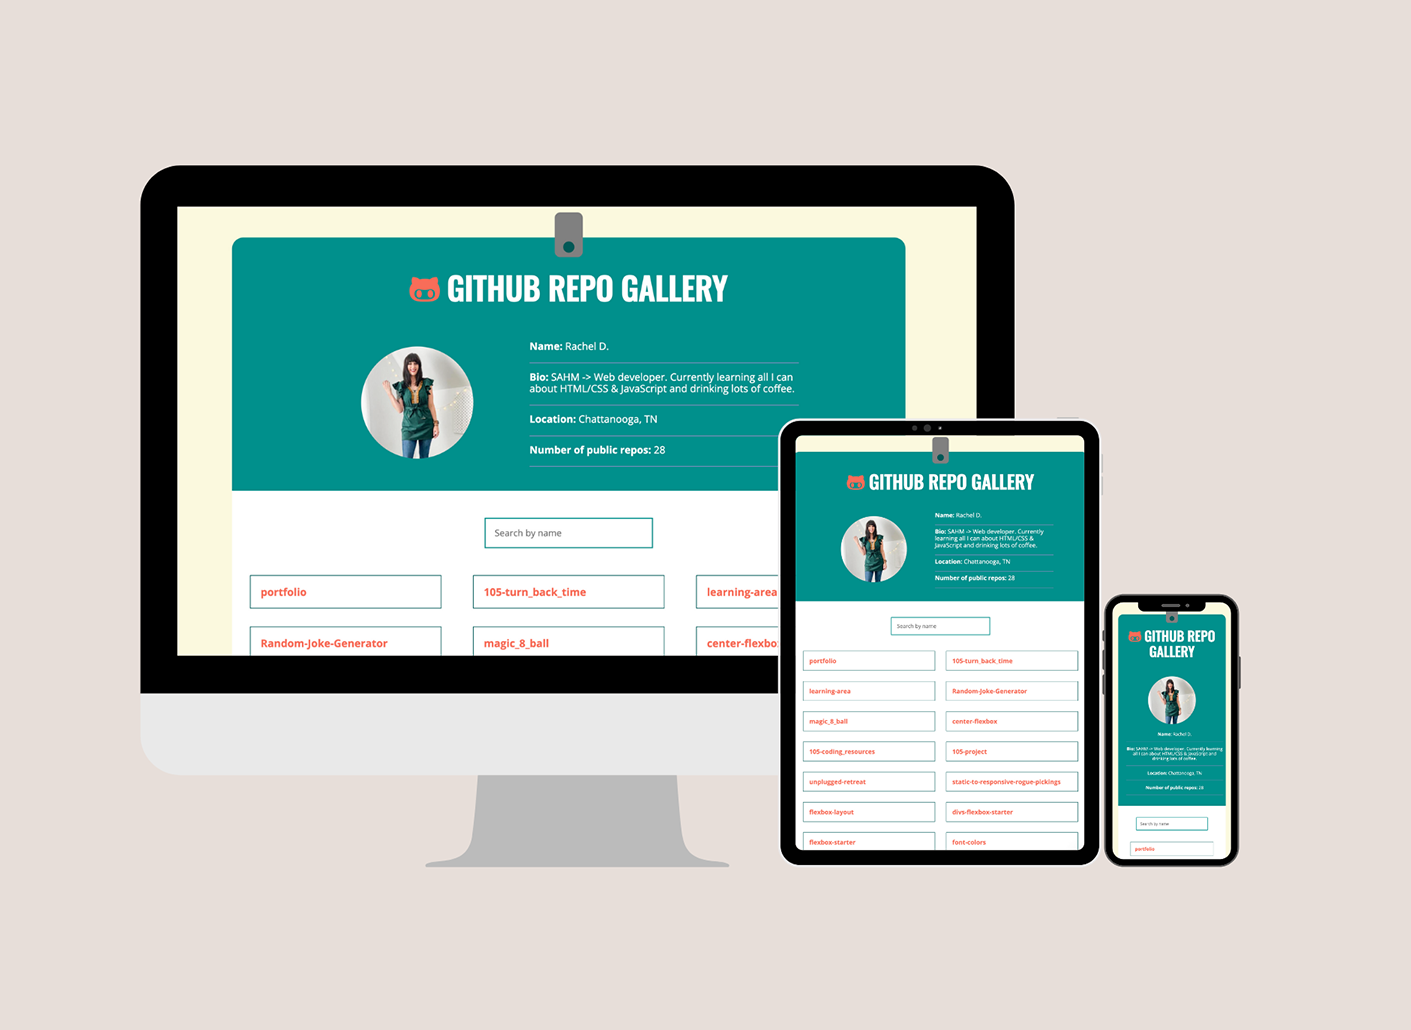 GITHUB REPO GALLERY
Name: Rachel D.
Bio: SAHM -> Web developer. Currently learning all I can
about HTML/CSS & JavaScript and drinking lots of coffee.
Location: Chattanooga, TN
Number of public repos: 28
Search by name
portfolio
105-turn_back_time
learning-area
Random-Joke-Generator
magic_8_ball
center-flexbo
GITHUB REPO GALLERY
Name: Rachel D.
Bio: SAHM -> Web developer. Currently
learning all I can about HTML/CSS &
JavaScript and drinking lots of coffee.
Location: Chattanooga, TN
Number of public repos: 28
Search by name
portfolio
105-turn_back_time
learning-area
Random-Joke-Generator
magic_8_ball
center-flexbox
105-coding_resources
105-project
unplugged-retreat
static-to-responsive-rogue-pickings
flexbox-layout
divs-flexbox-starter
flexbox-starter
font-colors
GITHUB REPO
GALLERY
Name: Rachel D.
Bio: SAHM -> Web developer. Currently learning
all I can about HTML/CSS & JavaScript and
drinking lots of coffee.
Location: Chattanooga, TN
Number of public repos: 28
Search by name
portfolio